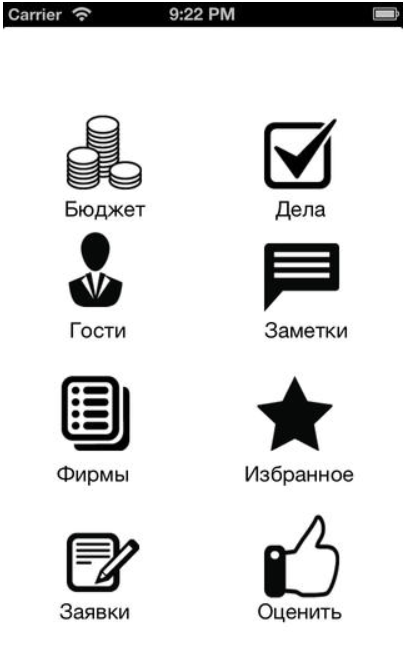 Carrier 9:22 PM
Бюджет Дела
Гости Заметки
Фирмы Избранное
Заявки Оценить